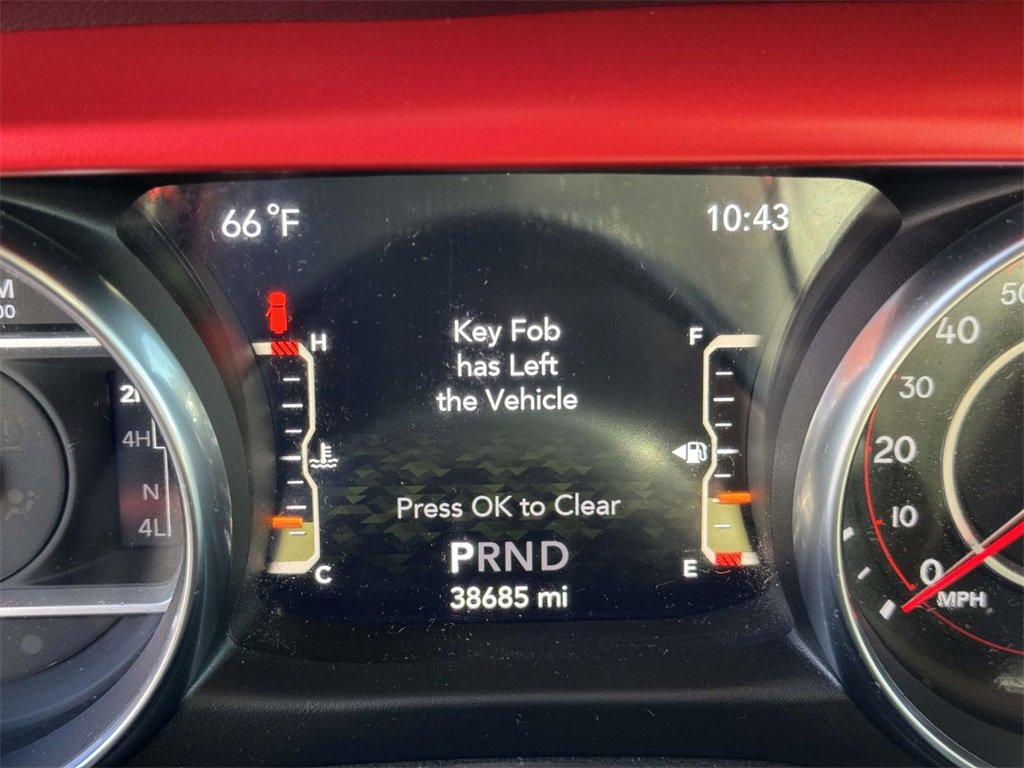 66°F
10:43
H
F
Key Fob
has Left
the Vehicle
Press OK to Clear
PRND
38685 mi
C
E
4H
N
4L
50
40
30
20
10
0
MPH